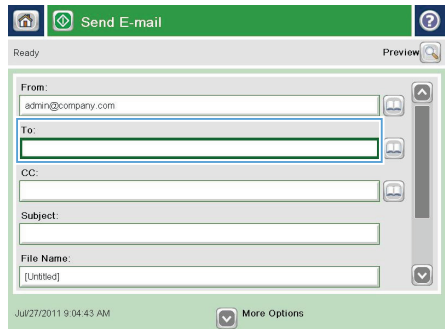 Send E-mail
Ready
Preview
From:
admin@company.com
To:
CC:
Subject:
File Name:
[Untitled]
Jul/27/2011 9:04:43 AM
More Options